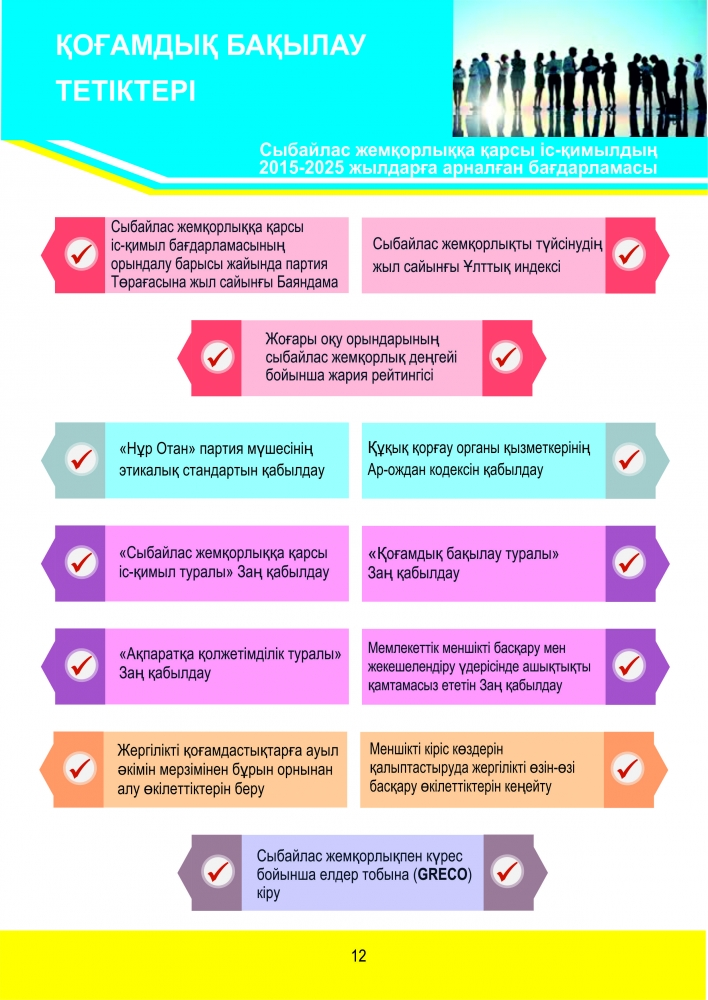 ҚОҒАМДЫҚ БАҚЫЛАУ
ТЕТІКТЕРІ
Сыбайлас жемқорлыққа қарсы іс-қимылдың
2015-2025 жылдарға арналған бағдарламасы
Сыбайлас жемқорлыққа қарсы
іс-қимыл бағдарламасының
орындалу барысы жайында партия
Төрағасына жыл сайынғы Баяндама
Сыбайлас жемқорлықты түйсінудің
жыл сайынғы Ұлттық индексі
Жоғары оқу орындарының
сыбайлас жемқорлық деңгейі
бойынша жария рейтингісі
«Нұр Отан» партия мүшесінің
этикалық стандартын қабылдау
Құқық қорғау органы қызметкерінің
Ар-ождан кодексін қабылдау
«Сыбайлас жемқорлыққа қарсы
іс-қимыл туралы» Заң қабылдау
«Қоғамдық бақылау туралы»
Заң қабылдау
«Ақпаратқа қолжетімділік туралы»
Заң қабылдау
Мемлекеттік меншікті басқару мен
жекешелендіру үдерісінде ашықтықты
қамтамасыз ететін Заң қабылдау
Жергілікті қоғамдастықтарға ауыл
әкімін мерзімінен бұрын орнынан
алу өкілеттіктерін беру
Меншікті кіріс көздерін
қалыптастыруда жергілікті өзін-өзі
басқару өкілеттіктерін кеңейту
Сыбайлас жемқорлықпен күрес
бойынша елдер тобына (GRECO)
кіру
12